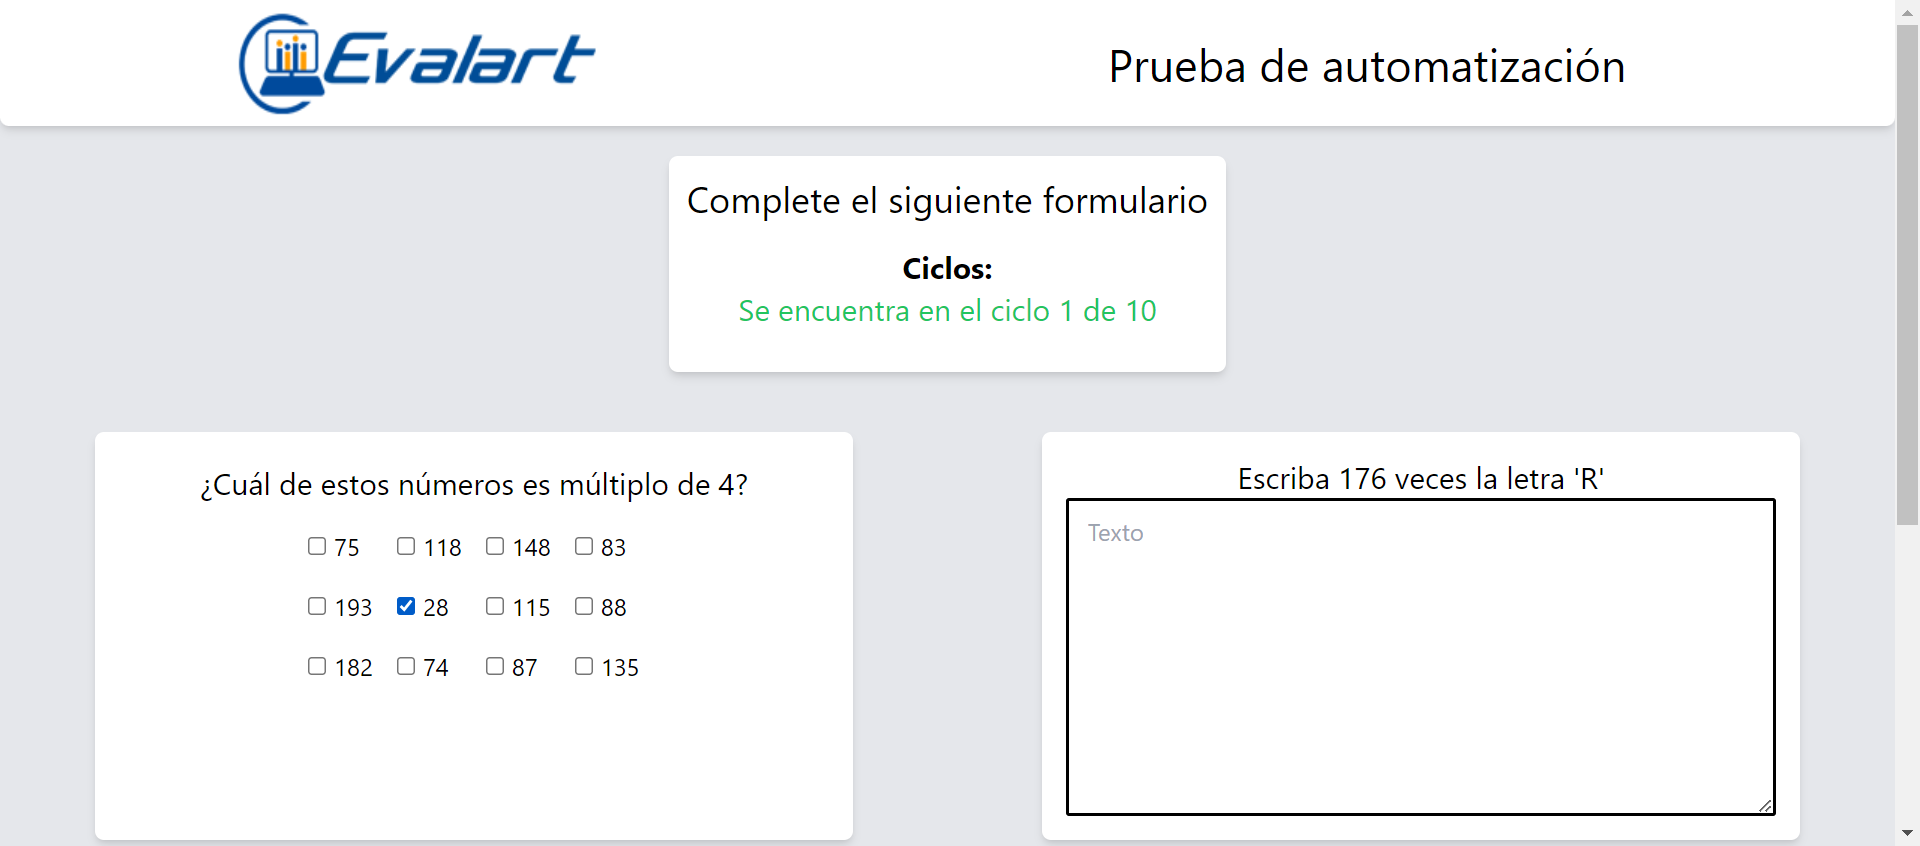 Evalart
Prueba de automatización
Complete el siguiente formulario
Ciclos:
Se encuentra en el ciclo 1 de 10
¿Cuál de estos números es múltiplo de 4?
75 118 148 83
193 28 115 88
182 74 87 135
Escriba 176 veces la letra 'R'
Texto